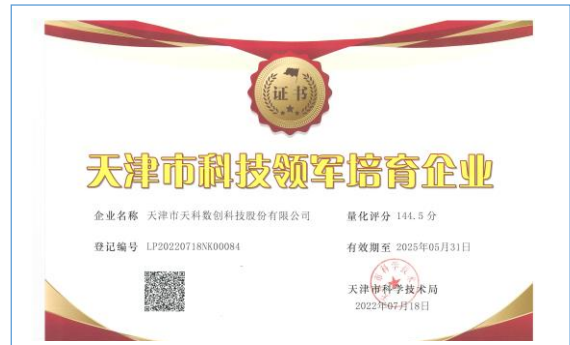 证书
天津市科技领军培育企业
企业名称 天津市天科数创科技股份有限公司
量化评分 144.5分
登记编号 LP20220718NK00084
有效期至 2025年05月31日
天津市科学技术局
2022年07月18日